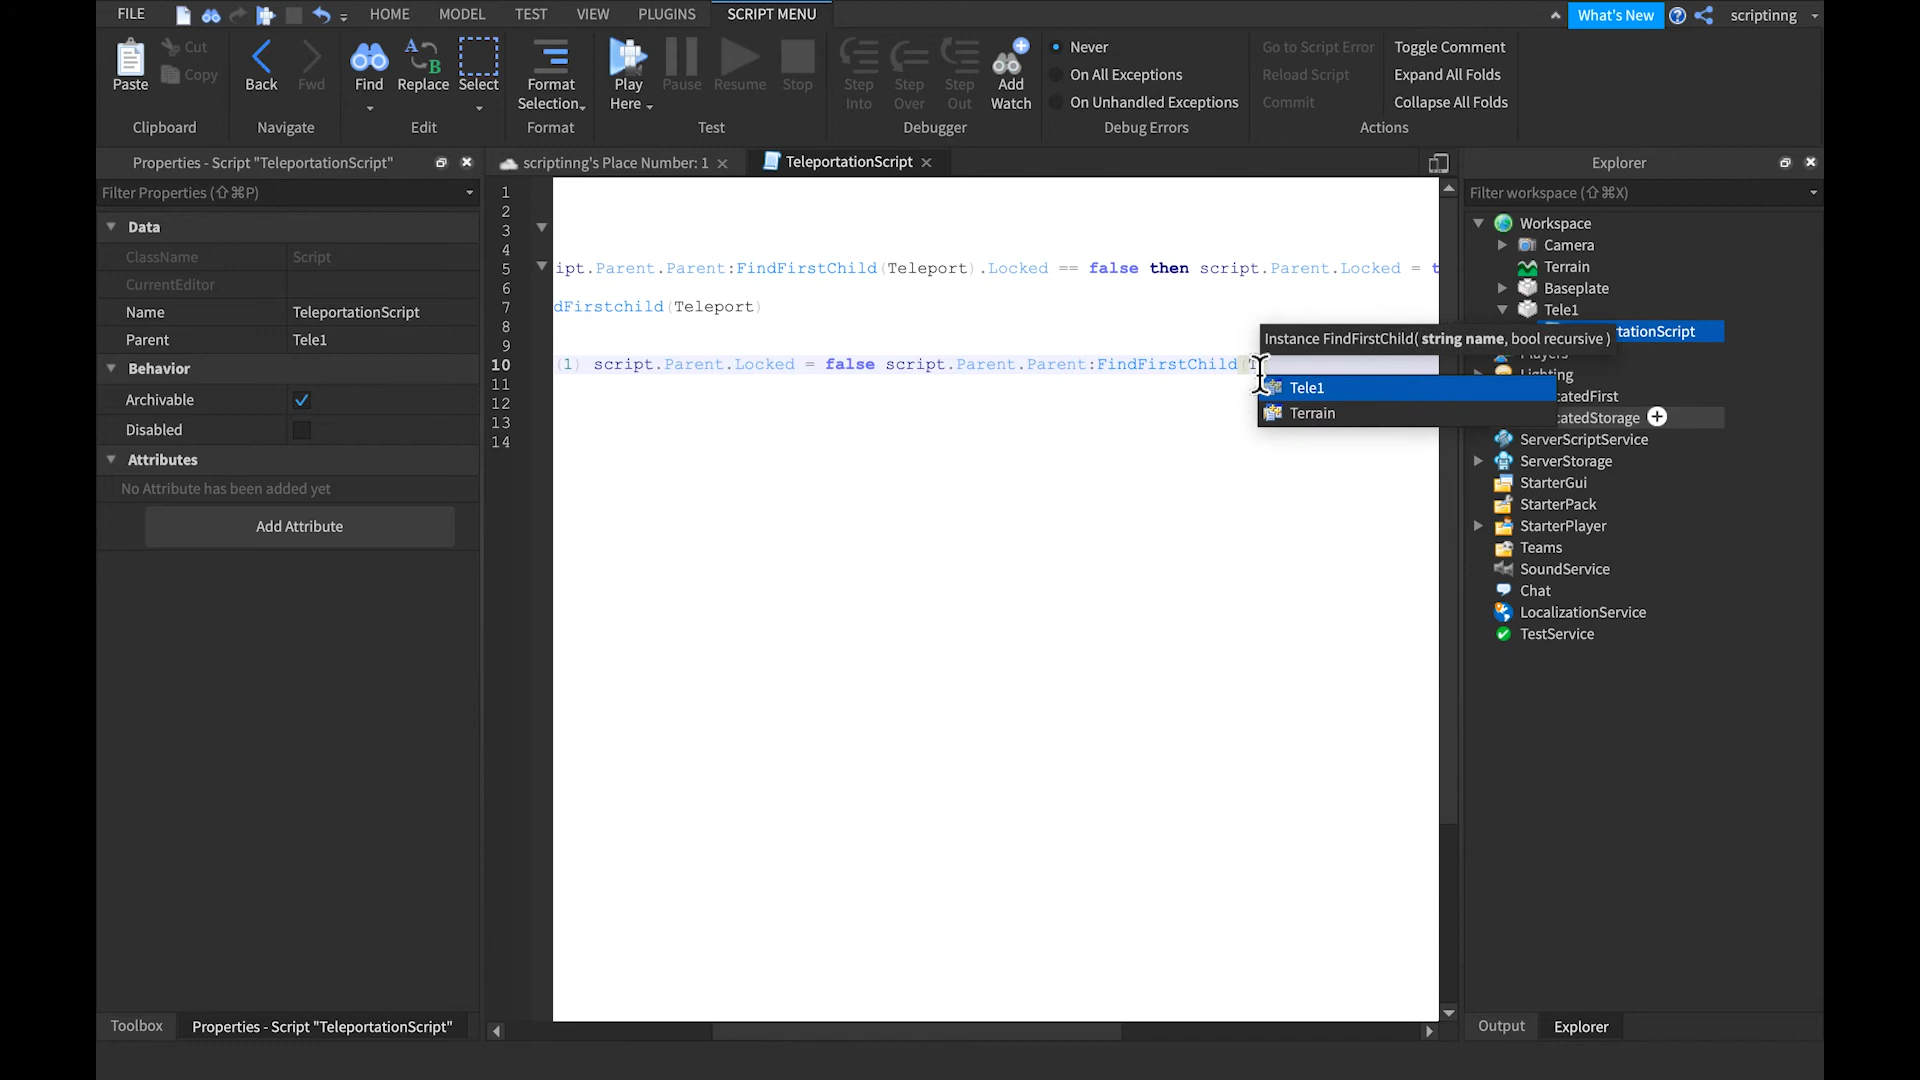 FILE
HOME
MODEL
TEST
VIEW
PLUGINS
SCRIPT MENU
What's New
scriptinng
Paste
Cut
Copy
Clipboard
Back
Fwd
Navigate
Find
Replace
Select
Edit
Format
Selection
Format
Play
Here
Pause
Resume
Stop
Test
Step
Into
Step
Over
Step
Out
Add
Watch
Debugger
Never
On All Exceptions
On Unhandled Exceptions
Debug Errors
Go to Script Error
Reload Script
Commit
Toggle Comment
Expand All Folds
Collapse All Folds
Actions
Properties - Script "TeleportationScript"
Filter Properties (⇧⌘P)
Data
ClassName Script
CurrentEditor
Name TeleportationScript
Parent Tele1
Behavior
Archivable
Disabled
Attributes
No Attribute has been added yet
Add Attribute
Toolbox
Properties - Script "TeleportationScript"
scriptinng's Place Number: 1
TeleportationScript
1
2
3
4
5 ipt.Parent.Parent:FindFirstChild(Teleport).Locked == false then script.Parent.Locked = t
6
7 dFirstchild(Teleport)
8
9
10 (1) script.Parent.Locked = false script.Parent.Parent:FindFirstChild(T
11
12
13
14
Instance FindFirstChild( string name, bool recursive )
Tele1
Terrain
Explorer
Filter workspace (⇧⌘X)
Workspace
Camera
Terrain
Baseplate
Tele1
tationScript
Players
Lighting
catedFirst
catedStorage
ServerScriptService
ServerStorage
StarterGui
StarterPack
StarterPlayer
Teams
SoundService
Chat
LocalizationService
TestService
Output
Explorer